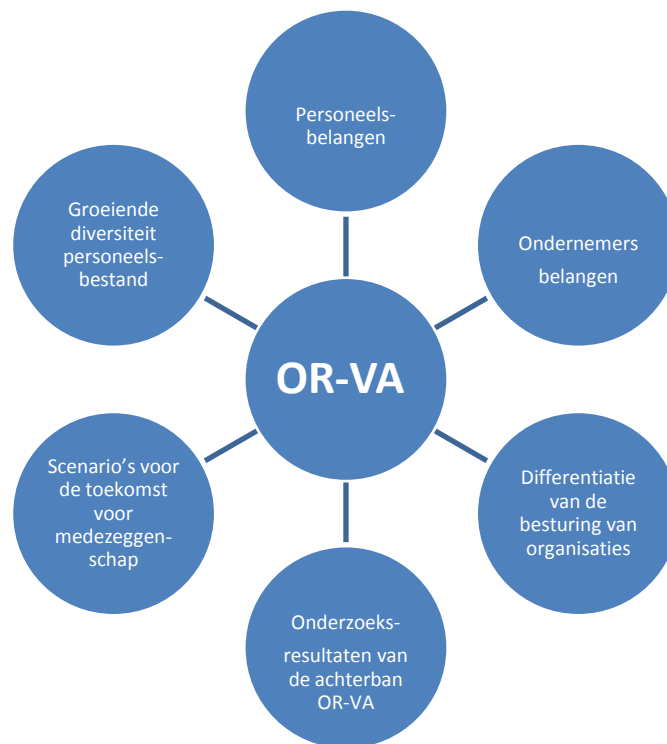 Personeels-
belangen
Groeiende
diversiteit
personeels-
bestand
Ondernemers
belangen
OR-VA
Scenario's voor
de toekomst
voor
medezeggen-
schap
Differentiatie
van de
besturing van
organisaties
Onderzoeks-
resultaten van
de achterban
OR-VA